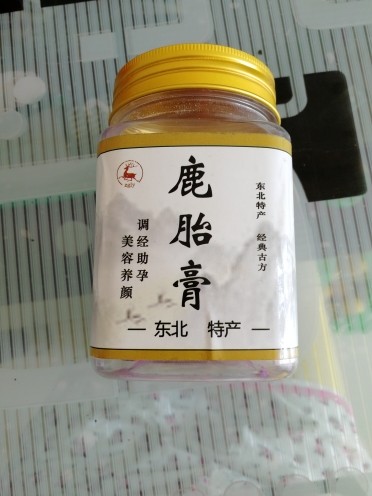 鹿胎膏
东北特产 经典古方
调经助孕
美容养颜
— 东北 特产 —